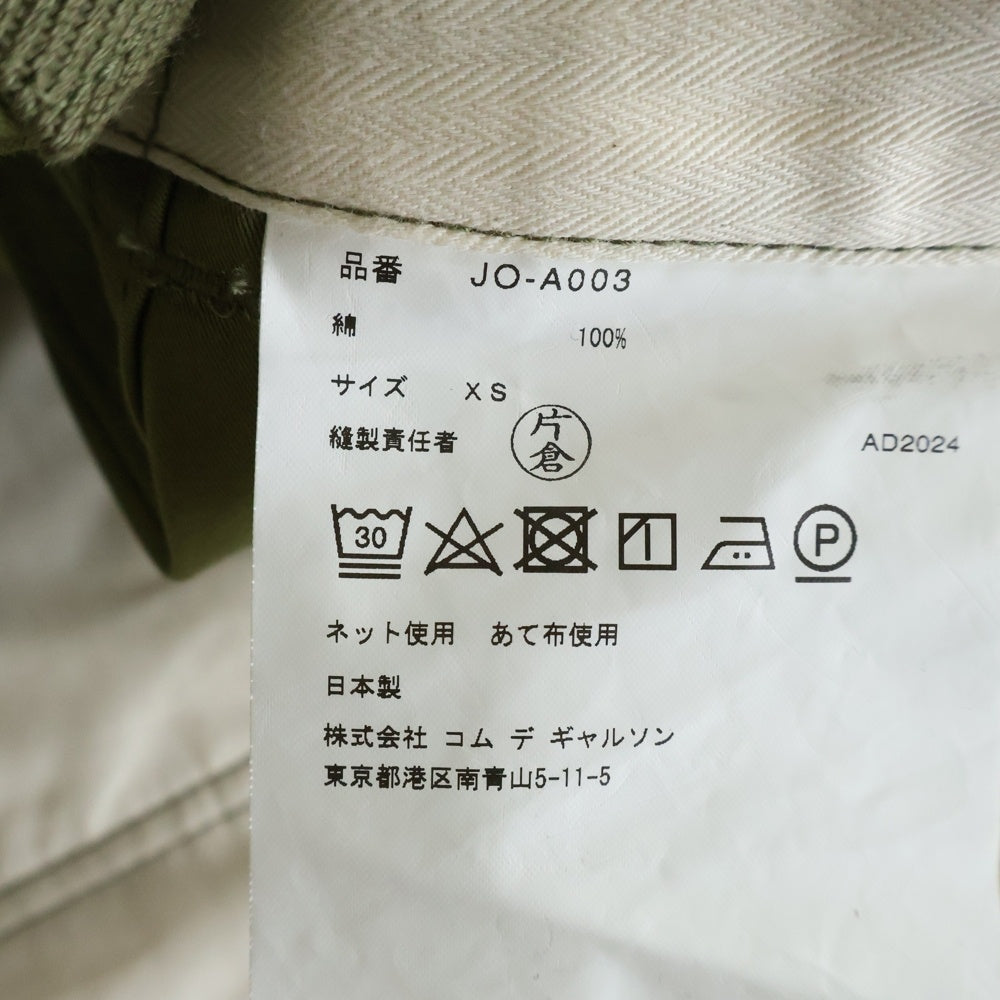 品番 JO-A003
綿 100%
サイズ XS
縫製責任者 片倉 AD2024
30 P
ネット使用 あて布使用
日本製
株式会社 コム デ ギャルソン
東京都港区南青山5-11-5